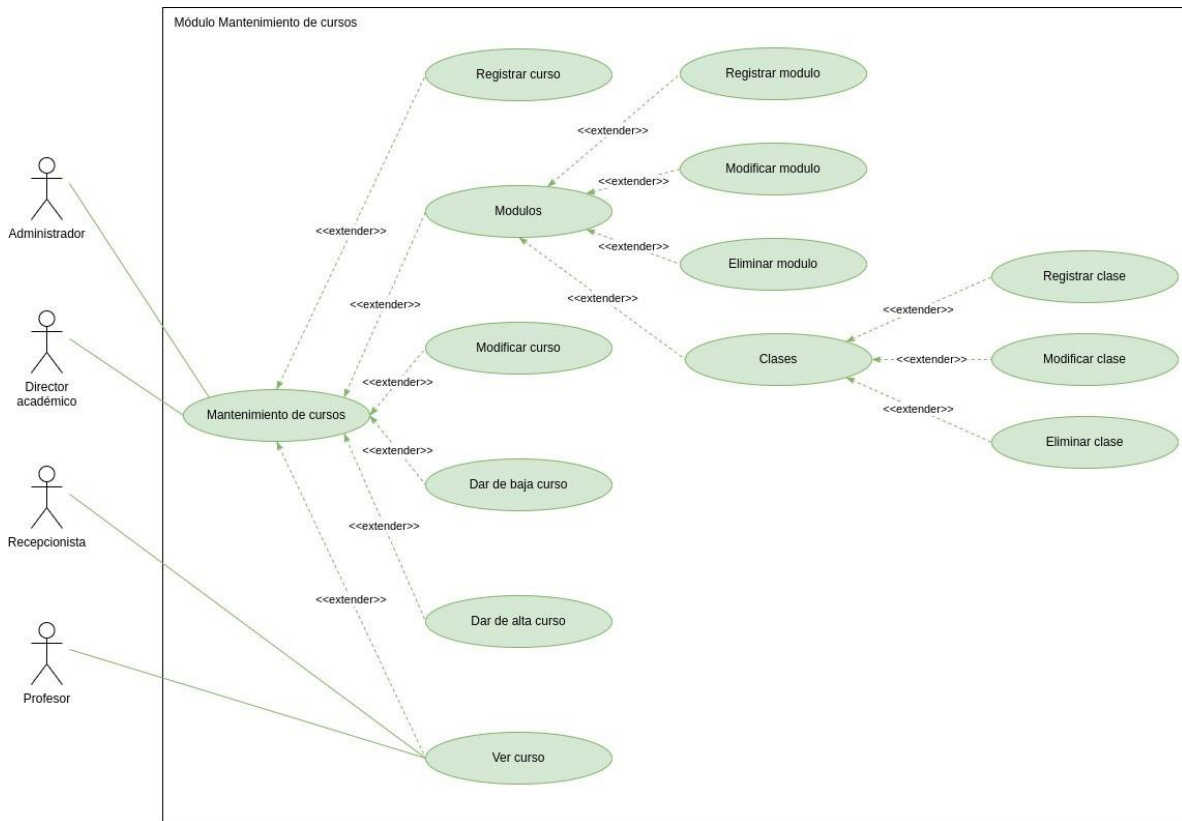 Módulo Mantenimiento de cursos
Registrar curso
Registrar modulo
<<extender>>
Modificar modulo
<<extender>>
Modulos
Administrador
<<extender>>
<<extender>>
Eliminar modulo
Registrar clase
<<extender>>
<<extender>>
<<extender>>
Modificar curso
Clases
<<extender>>
Modificar clase
<<extender>>
Director
académico
Mantenimiento de cursos
<<extender>>
Eliminar clase
<<extender>>
Dar de baja curso
<<extender>>
Recepcionista
<<extender>>
Dar de alta curso
Profesor
Ver curso